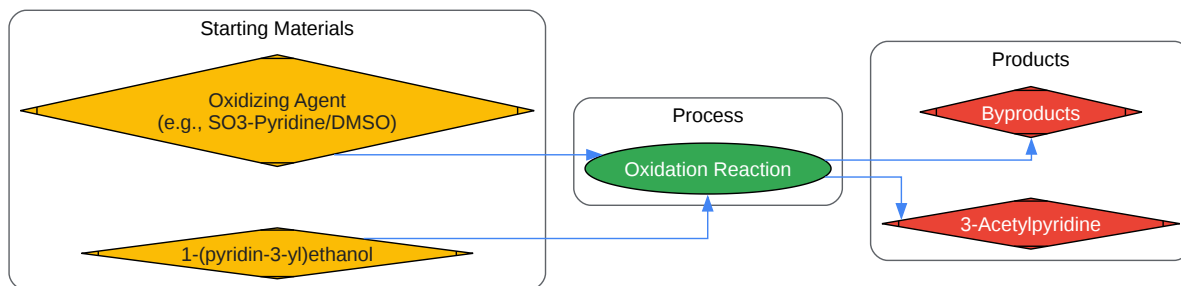 Starting Materials
Oxidizing Agent
(e.g., SO3-Pyridine/DMSO)
1-(pyridin-3-yl)ethanol
Process
Oxidation Reaction
Products
Byproducts
3-Acetylpyridine